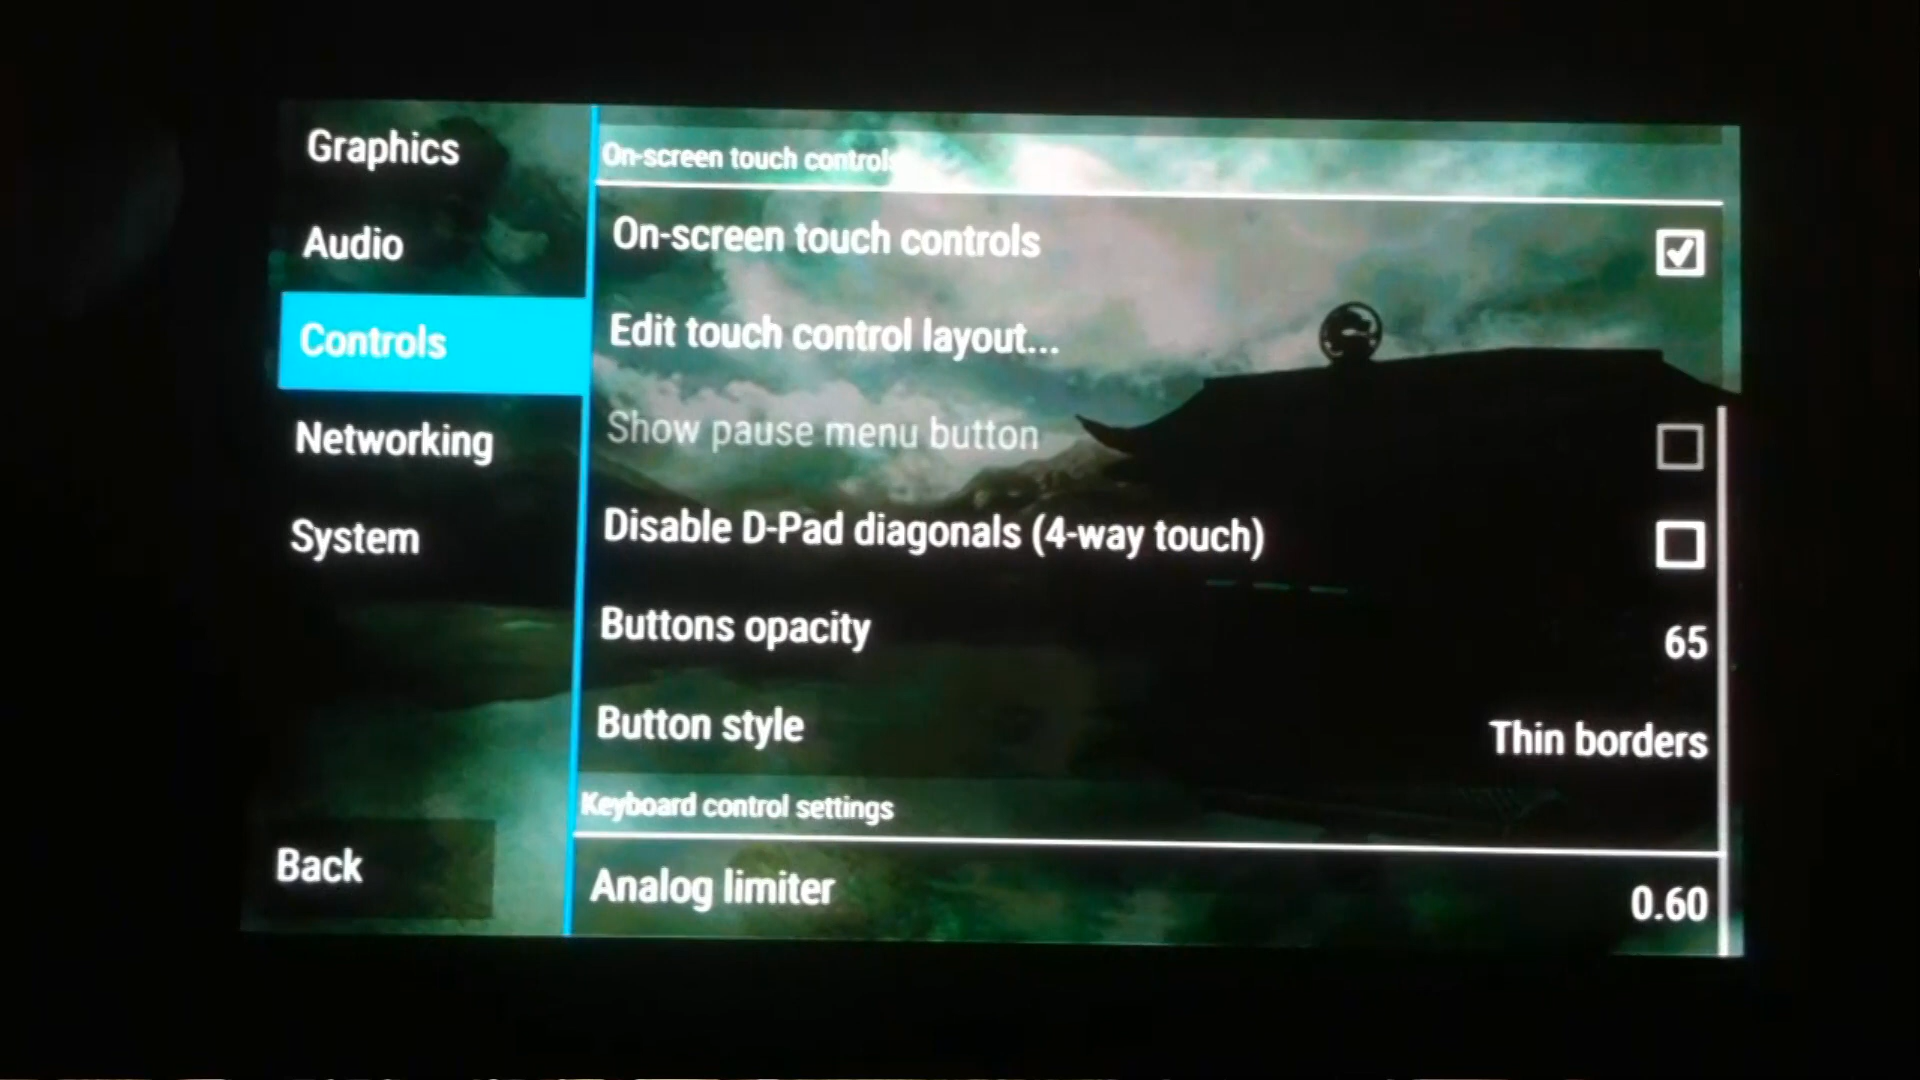 Graphics
Audio
Controls
Networking
System
Back
On-screen touch controls
On-screen touch controls
Edit touch control layout...
Show pause menu button
Disable D-Pad diagonals (4-way touch)
Buttons opacity
65
Button style
Thin borders
Keyboard control settings
Analog limiter
0.60